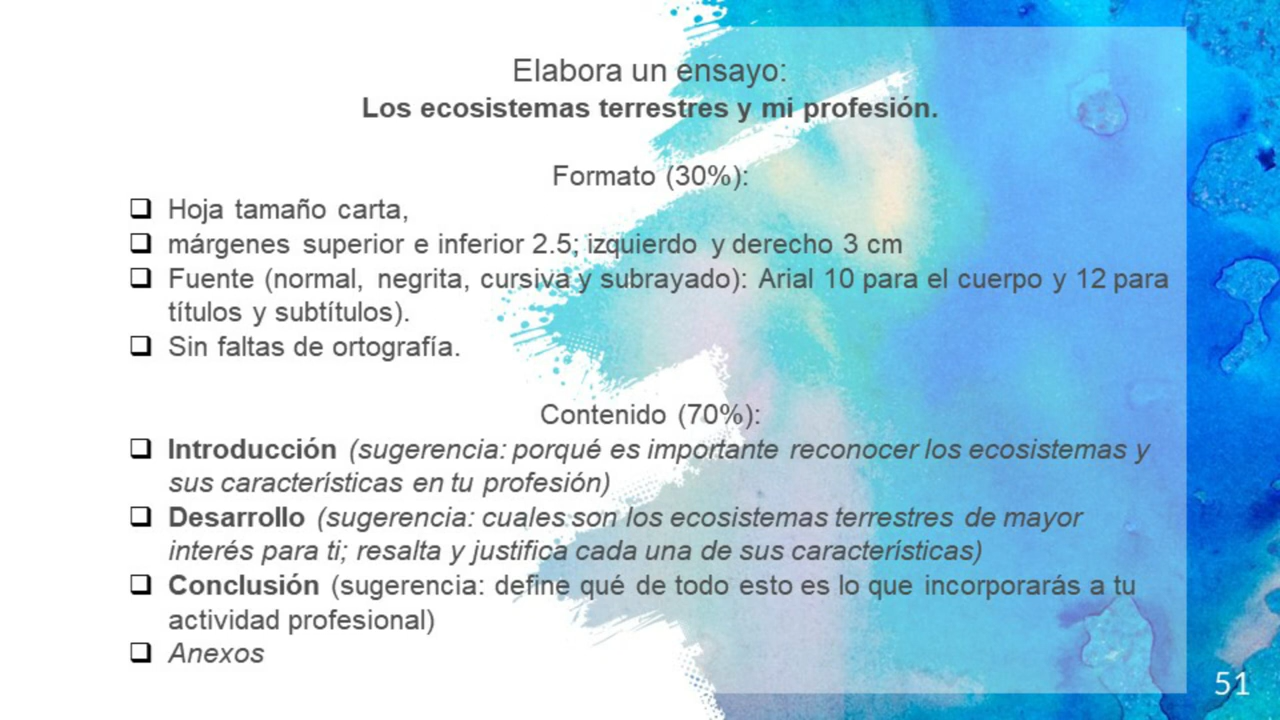 Elabora un ensayo:
Los ecosistemas terrestres y mi profesión.
Formato (30%):
❑ Hoja tamaño carta,
❑ márgenes superior e inferior 2.5; izquierdo y derecho 3 cm
❑ Fuente (normal, negrita, cursiva y subrayado): Arial 10 para el cuerpo y 12 para
títulos y subtítulos).
❑ Sin faltas de ortografía.
Contenido (70%):
❑ Introducción (sugerencia: porqué es importante reconocer los ecosistemas y
sus características en tu profesión)
❑ Desarrollo (sugerencia: cuales son los ecosistemas terrestres de mayor
interés para ti; resalta y justifica cada una de sus características)
❑ Conclusión (sugerencia: define qué de todo esto es lo que incorporarás a tu
actividad profesional)
❑ Anexos
51